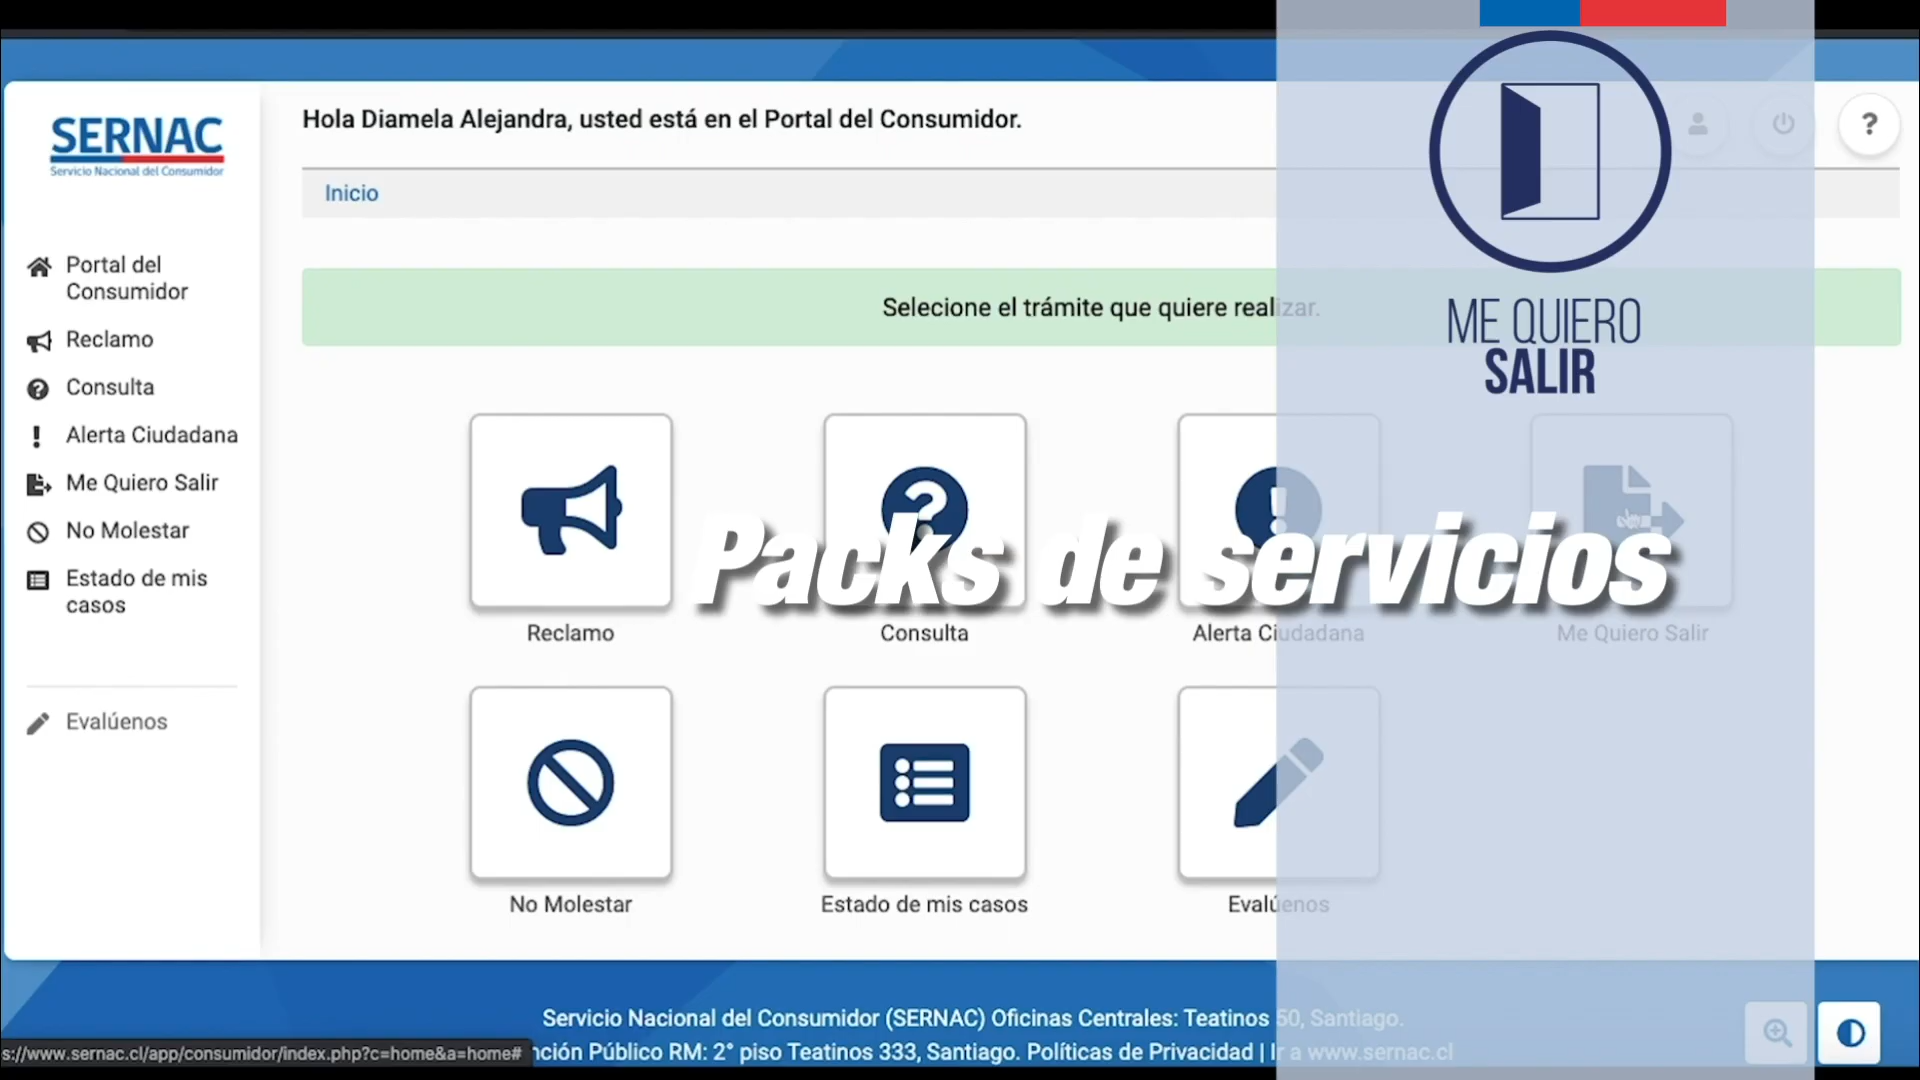 SERNAC
Servicio Nacional del Consumidor
Hola Diamela Alejandra, usted está en el Portal del Consumidor.
?
Inicio
Portal del
Consumidor
Reclamo
Consulta
Alerta Ciudadana
Me Quiero Salir
No Molestar
Estado de mis
casos
Evalúenos
Selecione el trámite que quiere realizar.
ME QUIERO
SALIR
Packs de servicios
Reclamo
Consulta
Alerta Ciudadana
Me Quiero Salir
No Molestar
Estado de mis casos
Evalúenos
Servicio Nacional del Consumidor (SERNAC) Oficinas Centrales: Teatinos 50, Santiago.
nción Público RM: 2° piso Teatinos 333, Santiago. Políticas de Privacidad | Ir a www.sernac.cl
s://www.sernac.cl/app/consumidor/index.php?c=home&a=home#